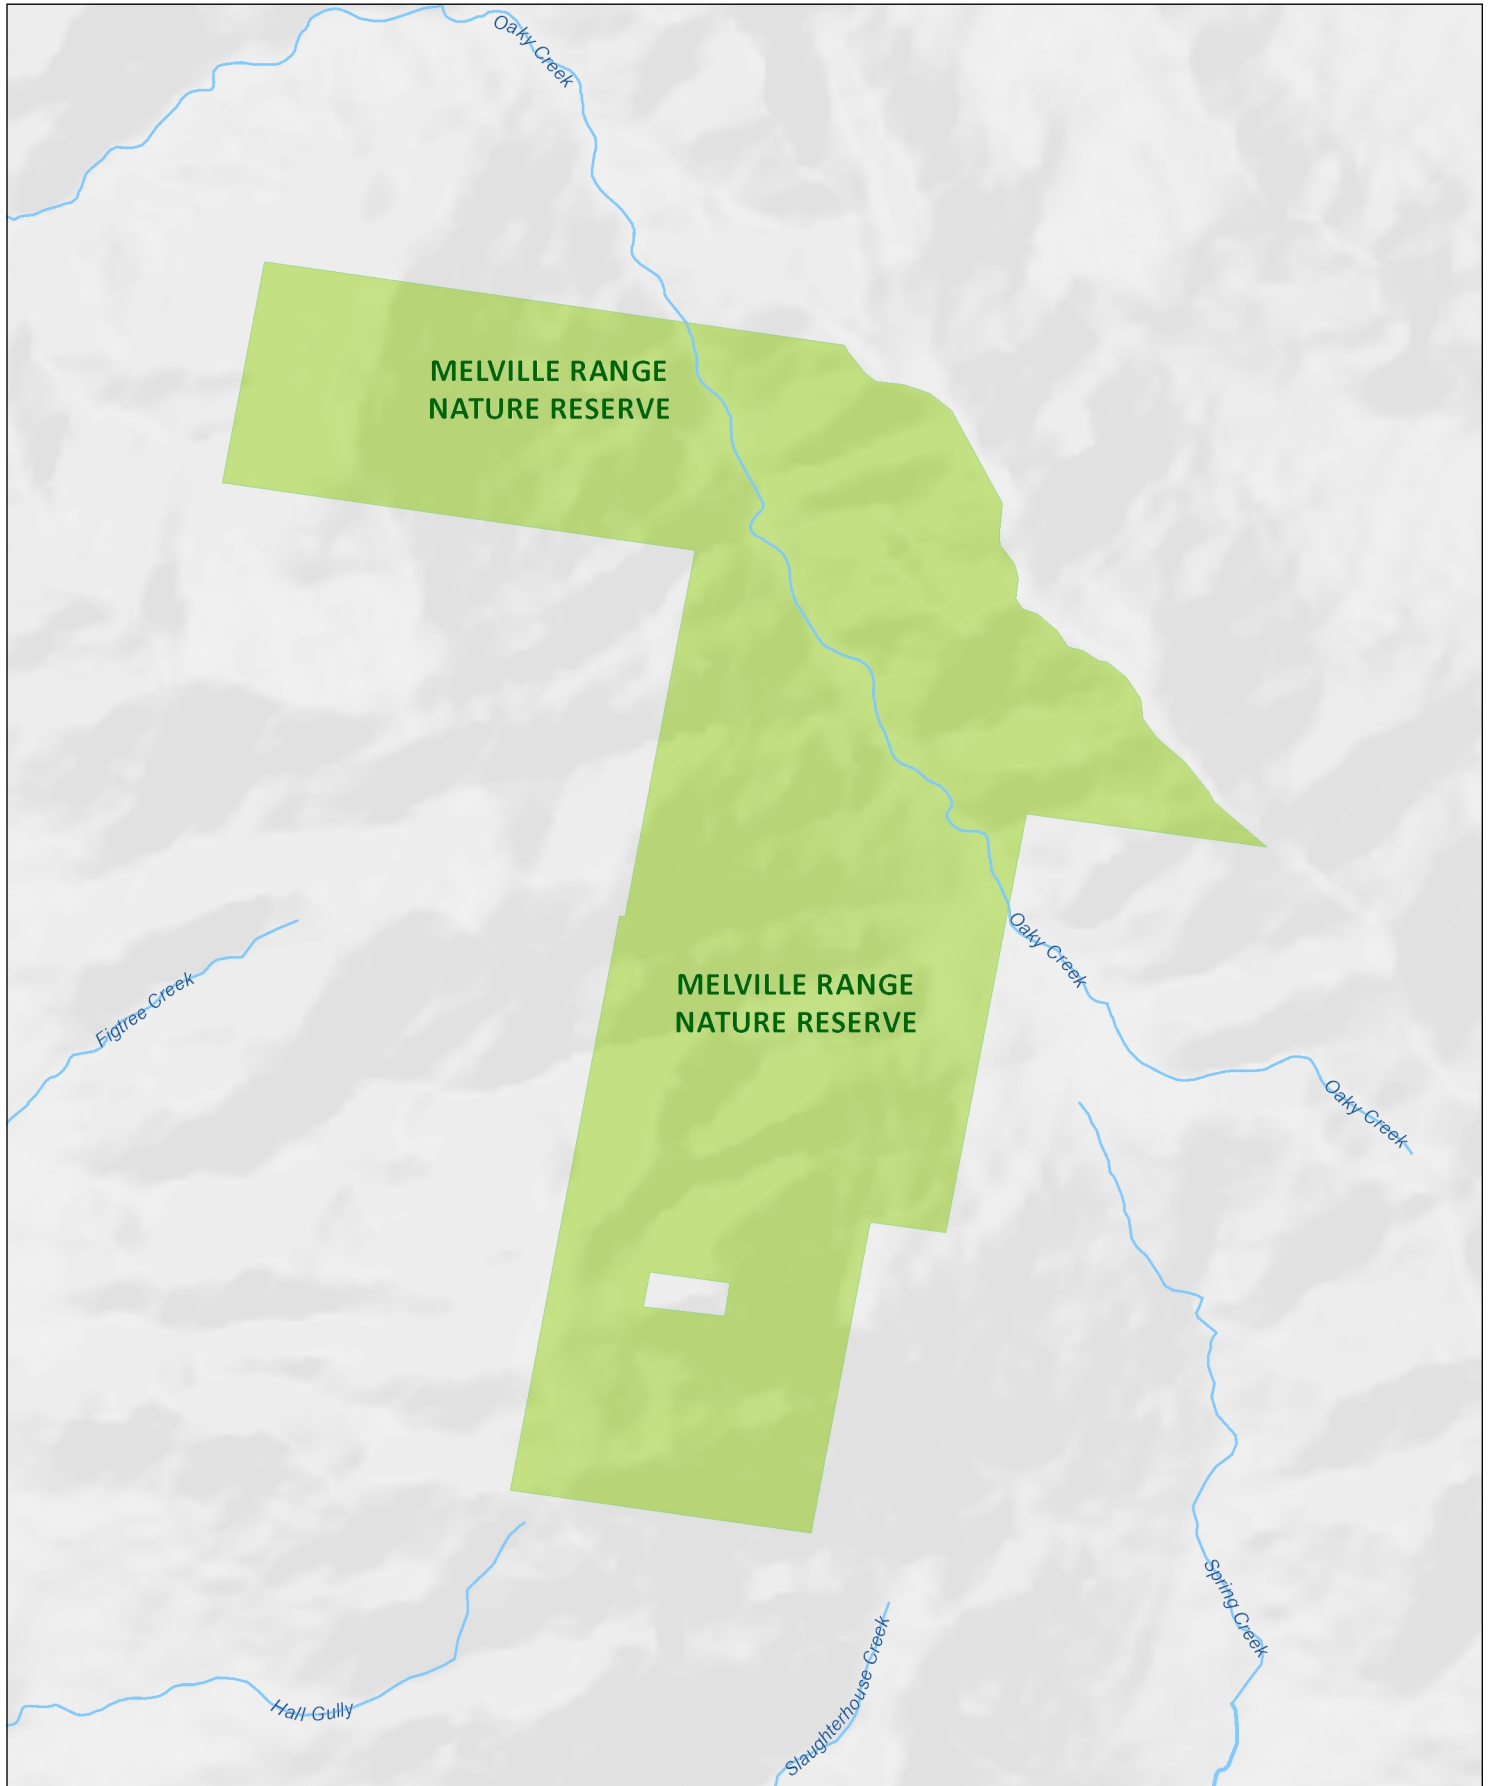 Oaky Creek
MELVILLE RANGE
NATURE RESERVE
Oaky Creek
Figtree Creek
MELVILLE RANGE
NATURE RESERVE
Oaky Creek
Spring Creek
Hall Gully
Slaughterhouse Creek